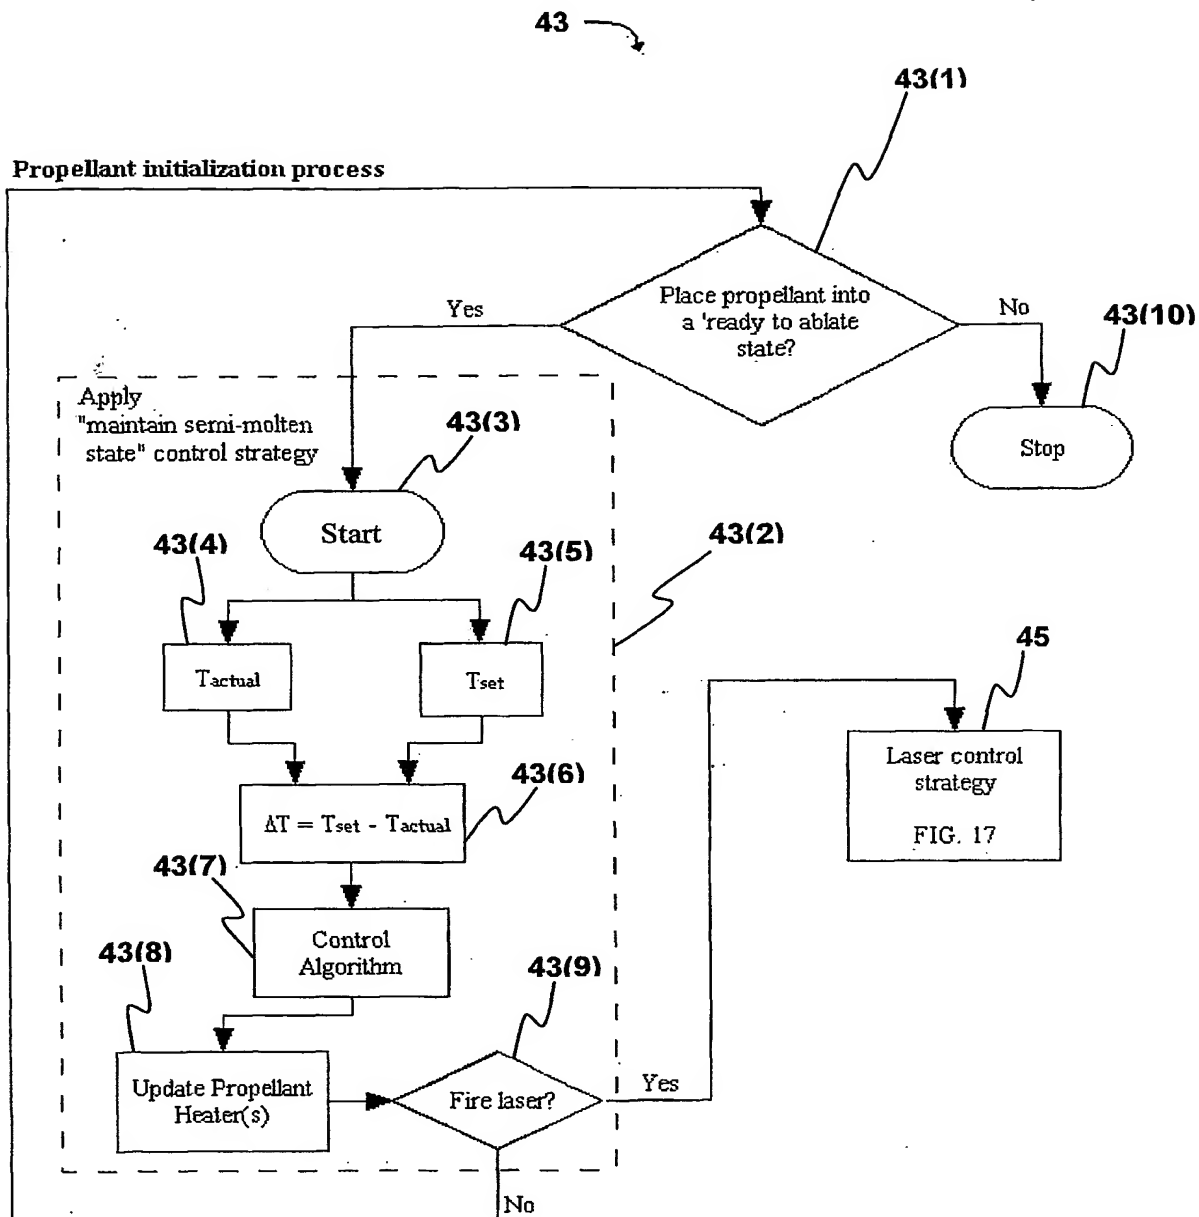 43
43(1)
Propellant initialization process
Place propellant into
a 'ready to ablate
state?
Yes
No
43(10)
Stop
Apply
"maintain semi-molten
state" control strategy
43(3)
Start
43(4)
43(5)
43(2)
Tactual
Tset
45
Laser control
strategy
FIG. 17
43(6)
ΔT = Tset - Tactual
43(7)
Control
Algorithm
43(8)
43(9)
Update Propellant
Heater(s)
Fire laser?
Yes
No